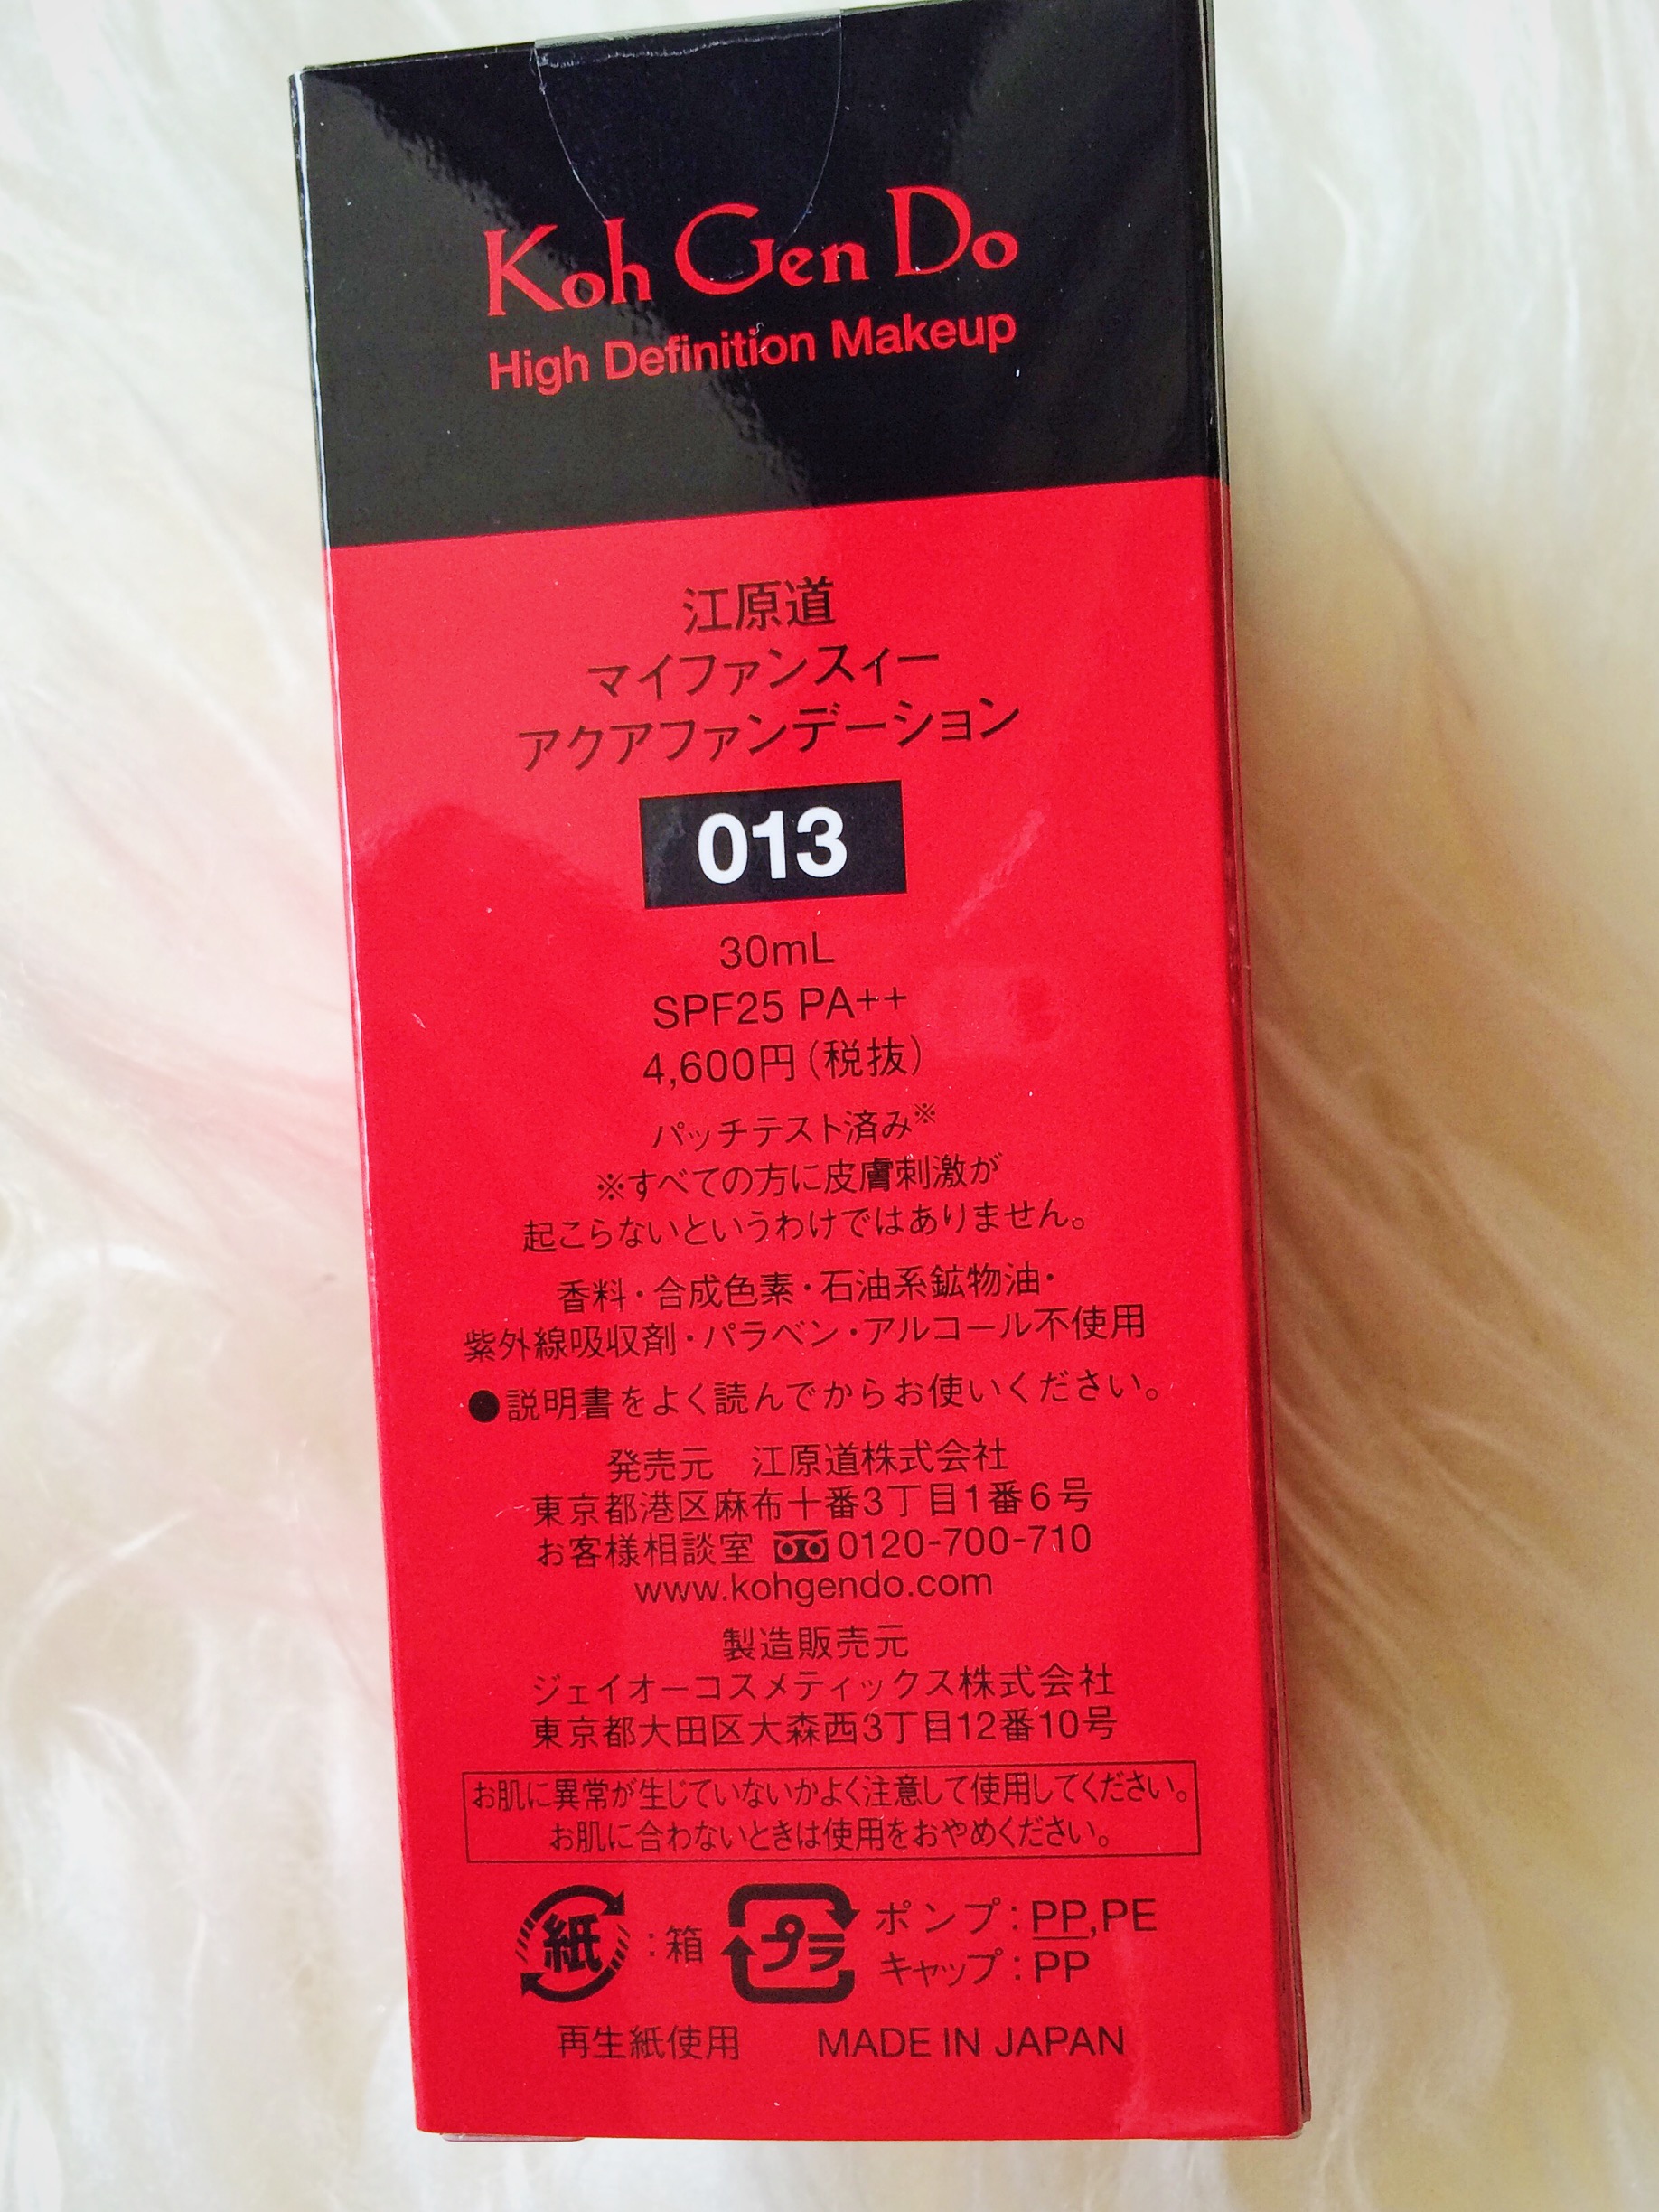 Koh Gen Do
High Definition Makeup
江原道
マイファンスィー
アクアファンデーション
013
30mL
SPF25 PA++
4,600円(税抜)
パッチテスト済み※
※すべての方に皮膚刺激が
起こらないというわけではありません。
香料・合成色素・石油系鉱物油・
紫外線吸収剤・パラベン・アルコール不使用
●説明書をよく読んでからお使いください。
発売元 江原道株式会社
東京都港区麻布十番3丁目1番6号
お客様相談室 0120-700-710
www.kohgendo.com
製造販売元
ジェイオーコスメティックス株式会社
東京都大田区大森西3丁目12番10号
お肌に異常が生じていないかよく注意して使用してください。
お肌に合わないときは使用をおやめください。
紙:箱 プラ ポンプ:PP,PE
キャップ:PP
再生紙使用 MADE IN JAPAN